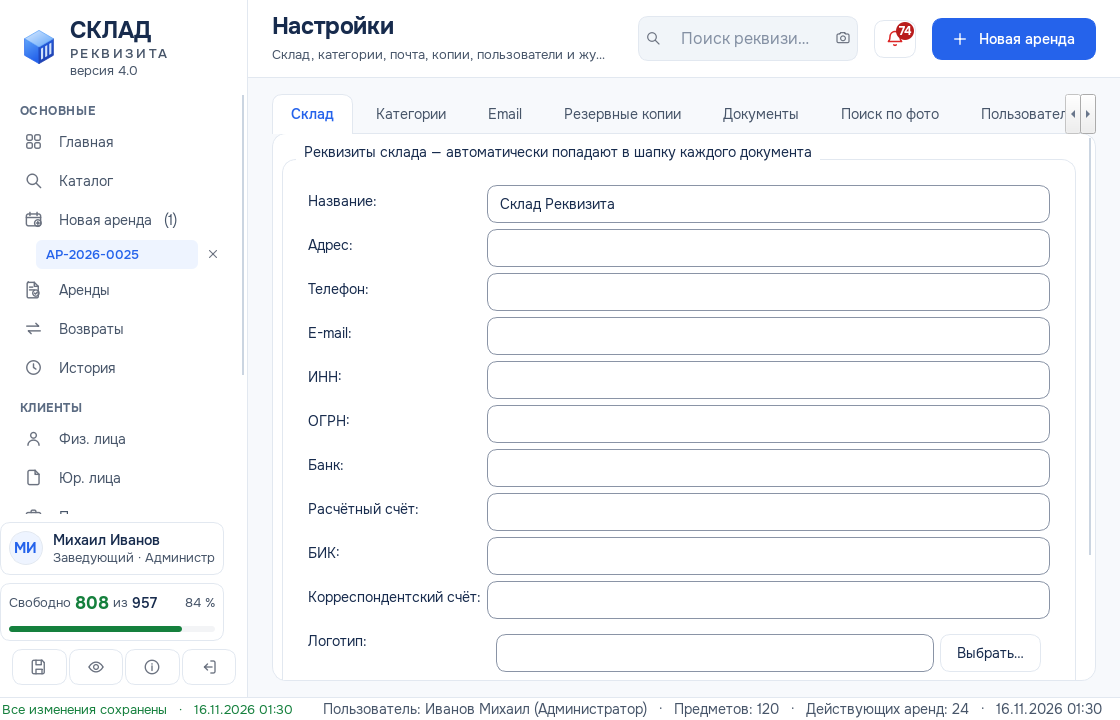 СКЛАД
РЕКВИЗИТА
версия 4.0
ОСНОВНЫЕ
Главная
Каталог
Новая аренда (1)
АР-2026-0025
Аренды
Возвраты
История
КЛИЕНТЫ
Физ. лица
Юр. лица
МИ
Михаил Иванов
Заведующий · Администр
Свободно 808 из 957 84 %
Настройки
Склад, категории, почта, копии, пользователи и жу...
Поиск реквизи...
74
Новая аренда
Склад Категории Email Резервные копии Документы Поиск по фото Пользовател
Реквизиты склада — автоматически попадают в шапку каждого документа
Название: Склад Реквизита
Адрес:
Телефон:
E-mail:
ИНН:
ОГРН:
Банк:
Расчётный счёт:
БИК:
Корреспондентский счёт:
Логотип: Выбрать...
Все изменения сохранены · 16.11.2026 01:30 Пользователь: Иванов Михаил (Администратор) · Предметов: 120 · Действующих аренд: 24 · 16.11.2026 01:30